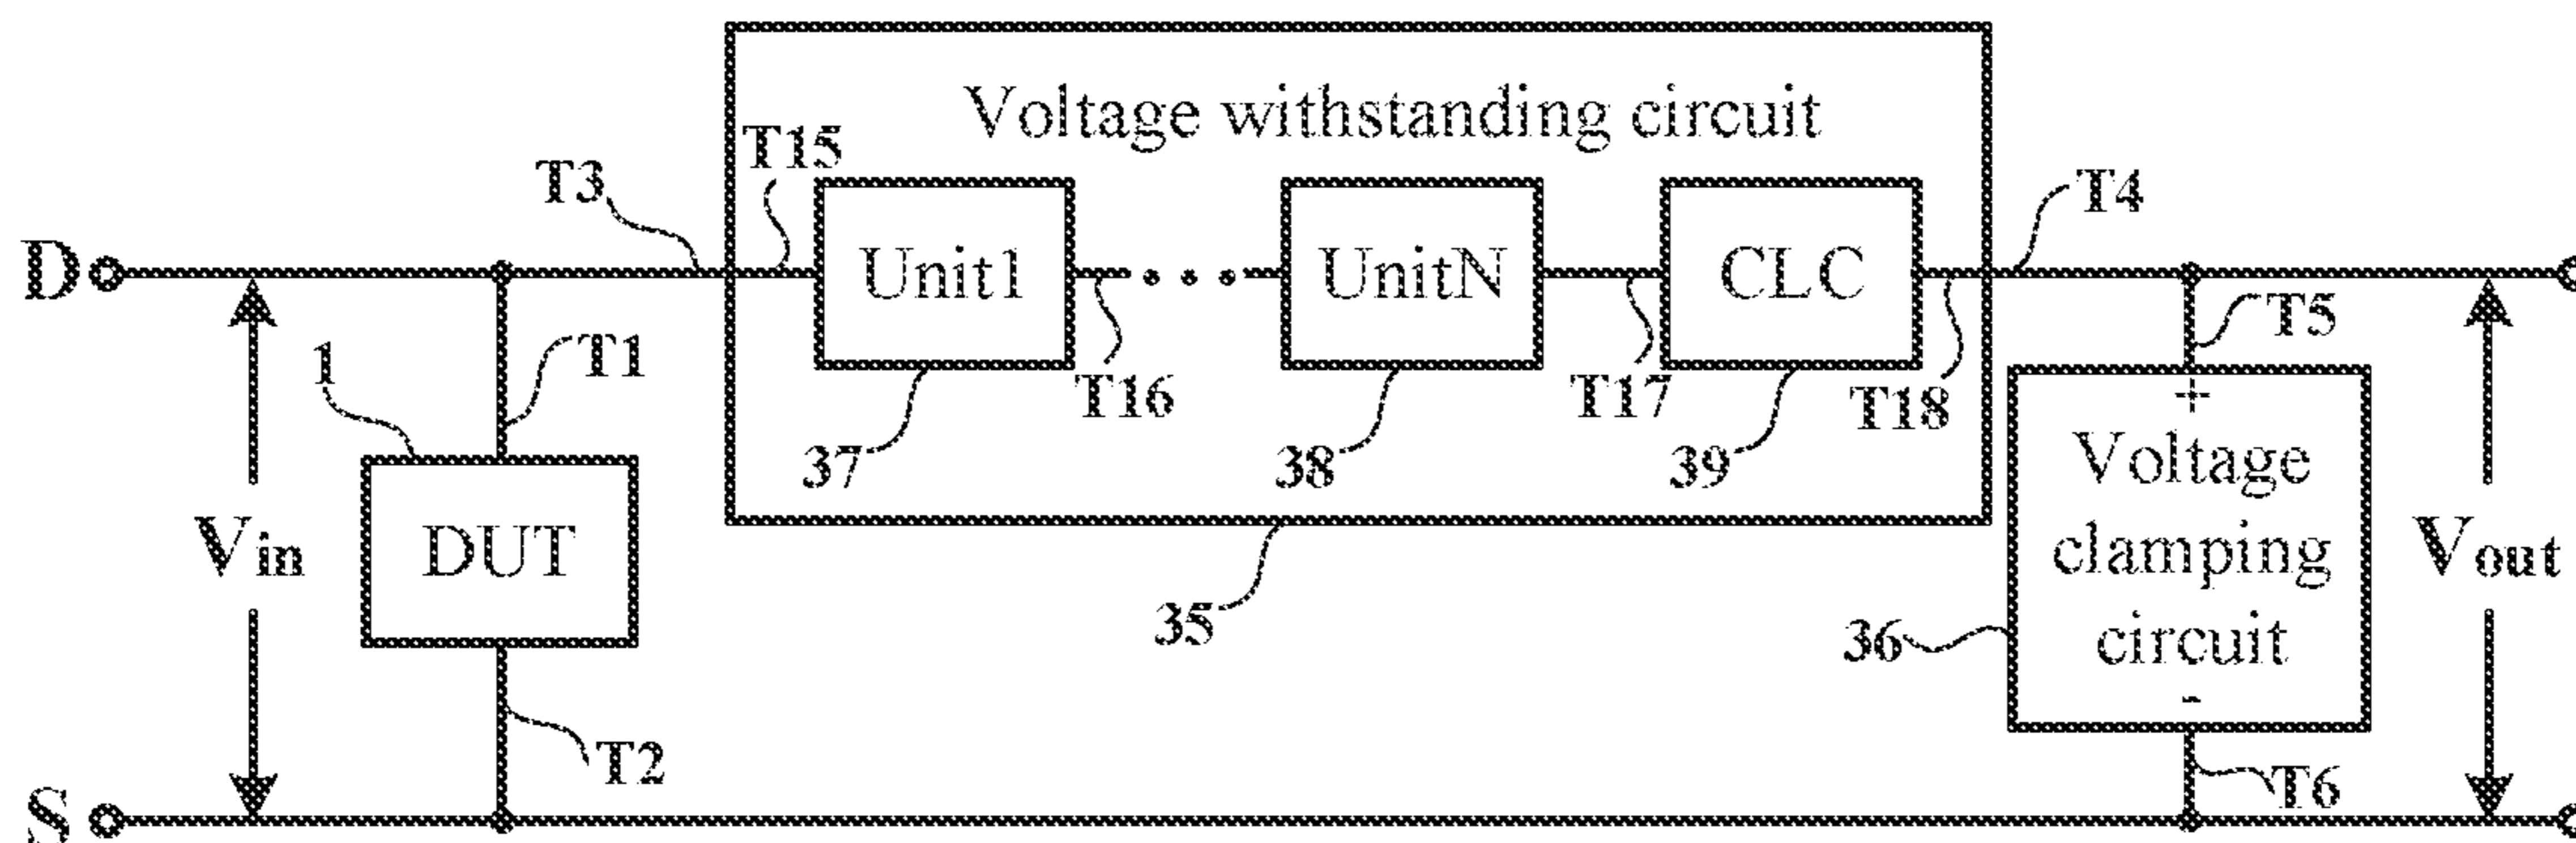 Voltage withstanding circuit
T15
T3
T4
D
Unit1
UnitN
CLC
T5
1
T1
T16
T17
T18
+
37
38
39
Voltage
clamping
circuit
-
Vin
DUT
Vout
35
36
T2
T6
S